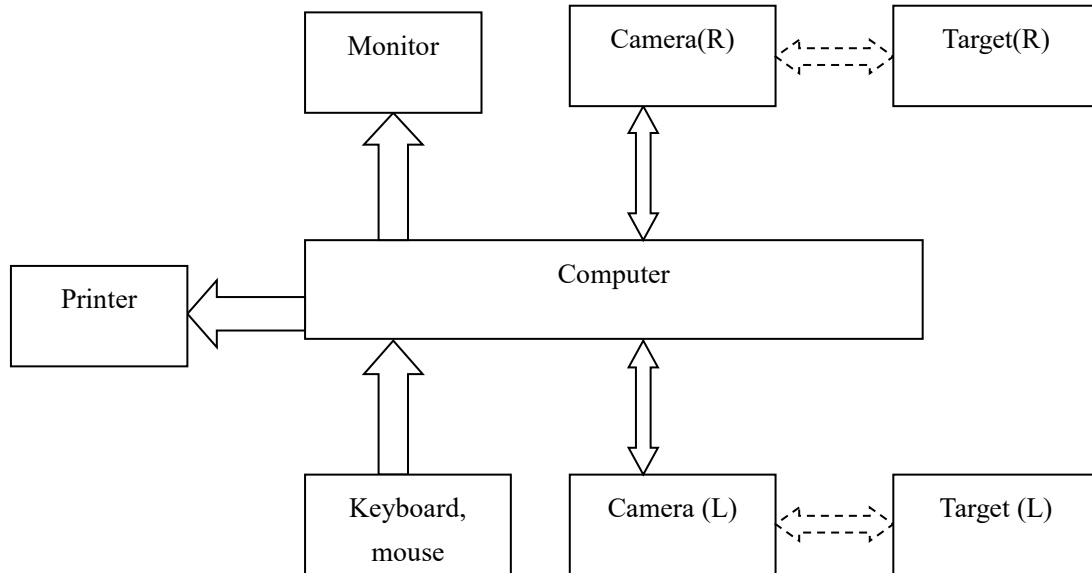 Monitor
Camera(R)
Target(R)
Computer
Printer
Keyboard,
mouse
Camera (L)
Target (L)